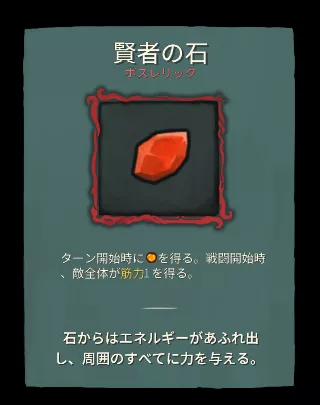 賢者の石
ボスレリック
ターン開始時にを得る。戦闘開始時
、敵全体が筋力1を得る。
石からはエネルギーがあふれ出
し、周囲のすべてに力を与える。